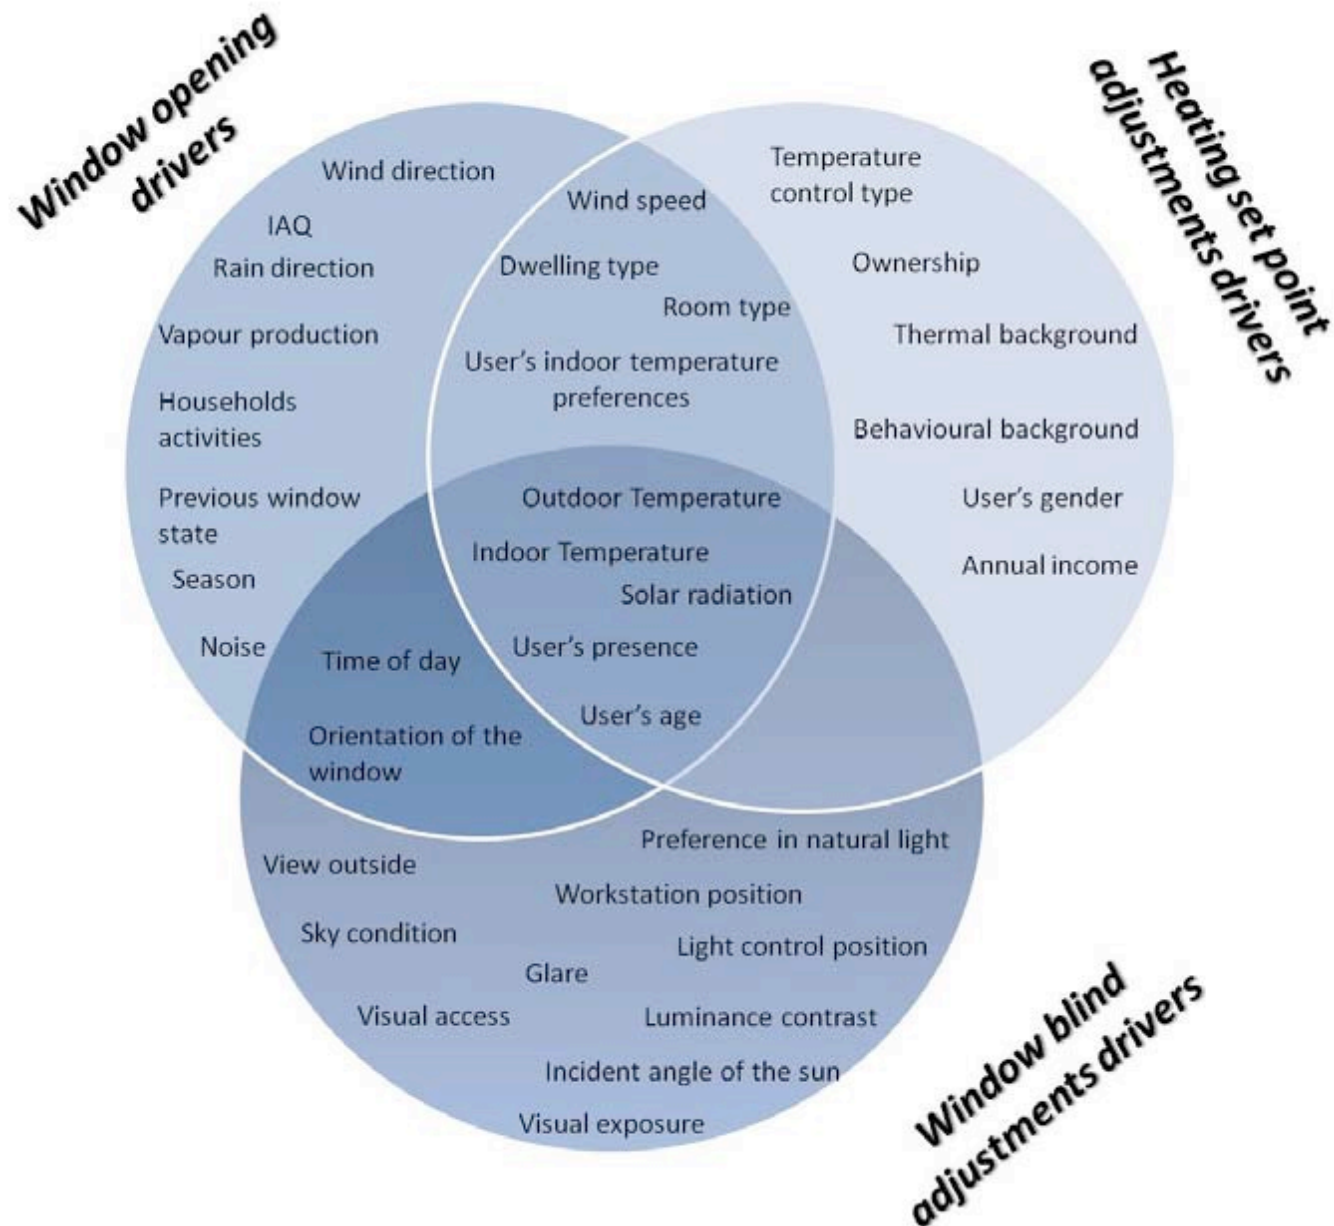 Window opening
drivers
Heating set point
adjustments drivers
Wind direction
IAQ
Rain direction
Vapour production
Households
activities
Previous window
state
Season
Noise
Wind speed
Dwelling type
Room type
User’s indoor temperature
preferences
Temperature
control type
Ownership
Thermal background
Behavioural background
User’s gender
Annual income
Outdoor Temperature
Indoor Temperature
Solar radiation
User’s presence
User’s age
Time of day
Orientation of the
window
Preference in natural light
View outside
Workstation position
Sky condition
Light control position
Glare
Visual access
Luminance contrast
Incident angle of the sun
Visual exposure
Window blind
adjustments drivers